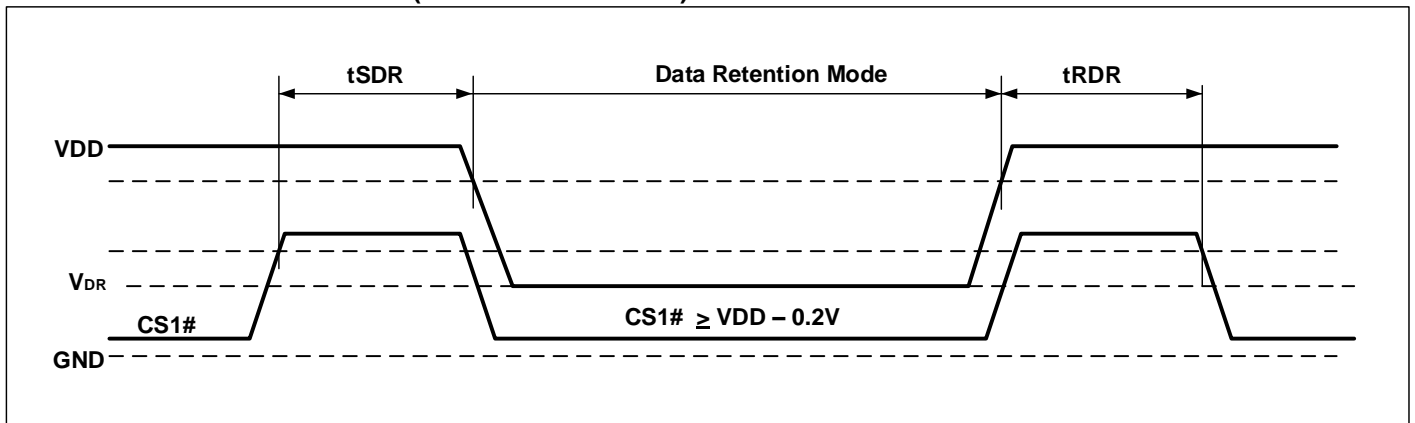 tSDR
Data Retention Mode
tRDR
VDD
VDR
CS1# ≥ VDD – 0.2V
CS1#
GND